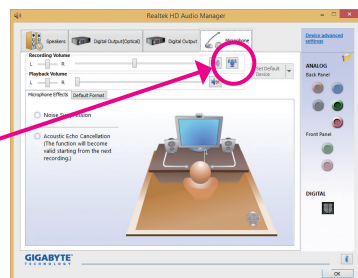 Realtek HD Audio Manager
Speakers
Digital Output(Optical)
Digital Output
Microphone
Device advanced
settings
Recording Volume
L
R
Set Default
Device
Playback Volume
L
R
ANALOG
Back Panel
Microphone Effects
Default Format
Noise Suppression
Acoustic Echo Cancellation
(The function will become
valid starting from the next
recording.)
Front Panel
DIGITAL
GIGABYTE™
TECHNOLOGY
OK